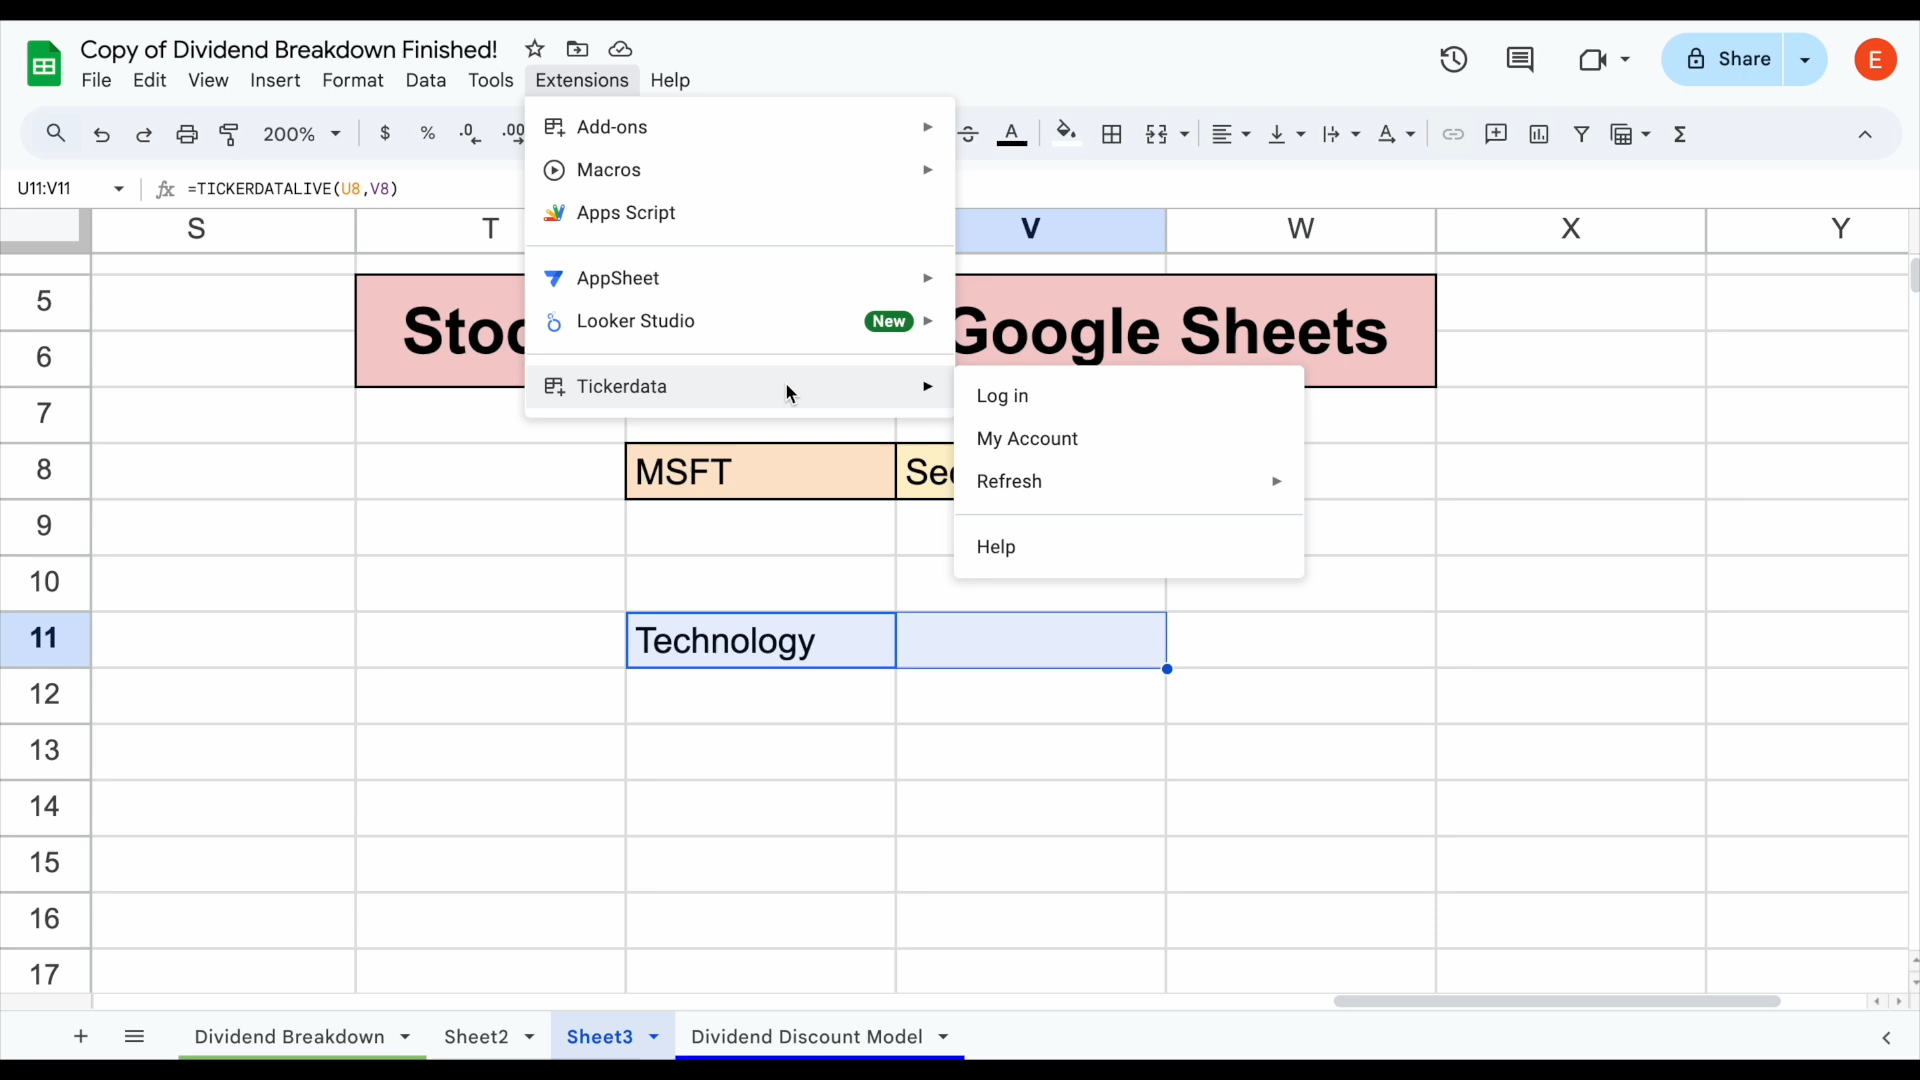 Copy of Dividend Breakdown Finished!
File Edit View Insert Format Data Tools Extensions Help
Share
E
200% $ % .0 .00
Add-ons
Macros
Apps Script
AppSheet
Looker Studio New
Tickerdata
Log in
My Account
Refresh
Help
U11:V11 fx =TICKERDATALIVE(U8,V8)
S T V W X Y
5
6
Google Sheets
7
8 MSFT
9
10
11 Technology
12
13
14
15
16
17
Dividend Breakdown Sheet2 Sheet3 Dividend Discount Model